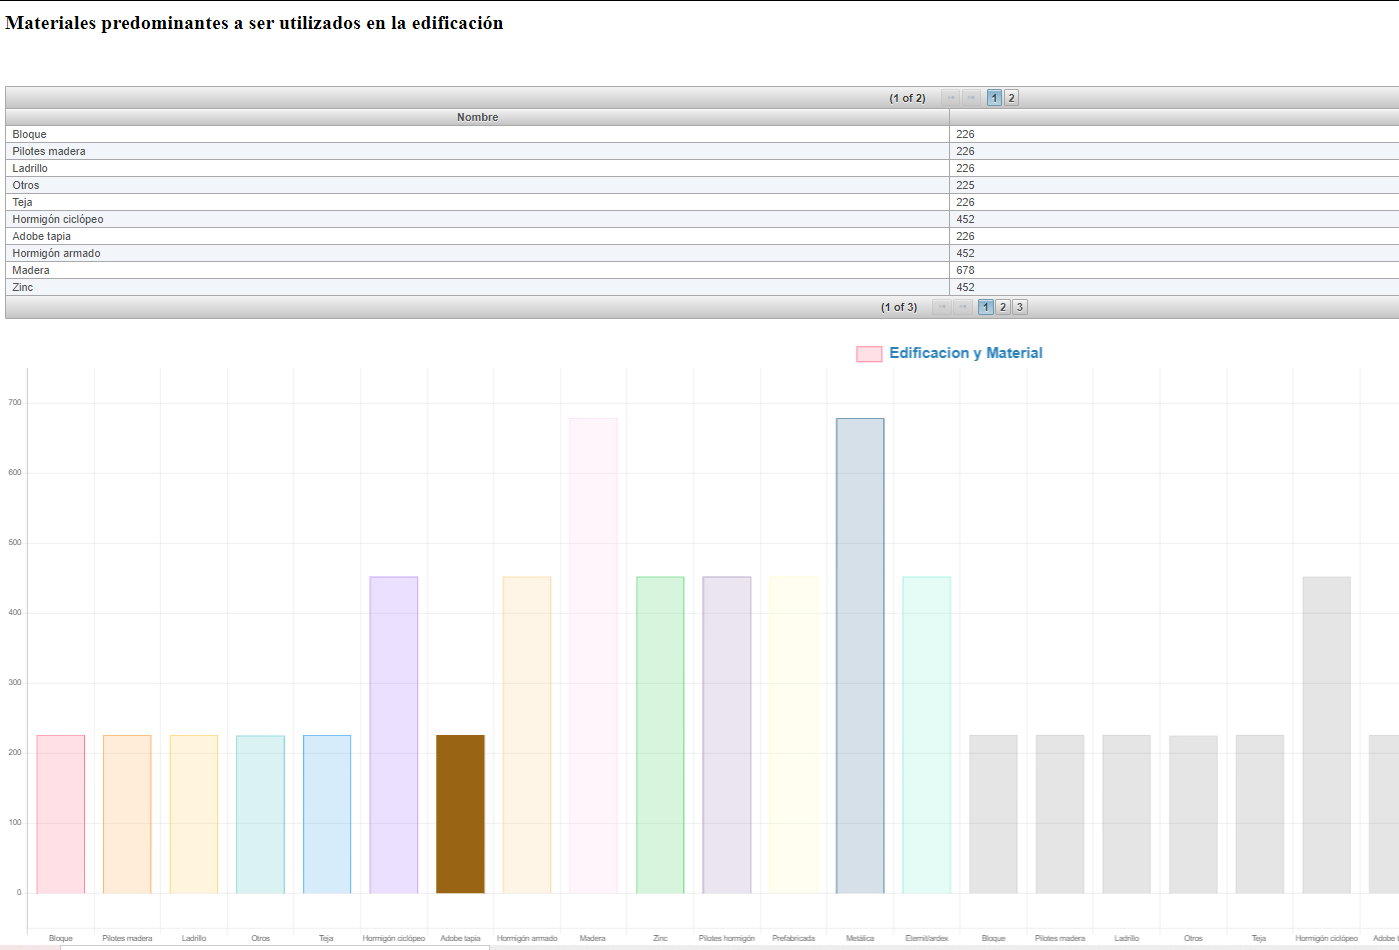 Materiales predominantes a ser utilizados en la edificación
(1 of 2) 1 2
Nombre
Bloque 226
Pilotes madera 226
Ladrillo 226
Otros 225
Teja 226
Hormigón ciclópeo 452
Adobe tapia 226
Hormigón armado 452
Madera 678
Zinc 452
(1 of 3) 1 2 3
Edificacion y Material
700
600
500
400
300
200
100
0
Bloque Pilotes madera Ladrillo Otros Teja Hormigón ciclópeo Adobe tapia Hormigón armado Madera Zinc Pilotes hormigón Prefabricada Metálica Eternit/ardex Bloque Pilotes madera Ladrillo Otros Teja Hormigón ciclópeo Adobe